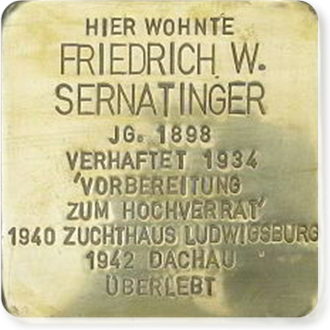 HIER WOHNTE
FRIEDRICH W.
SERNATINGER
JG. 1898
VERHAFTET 1934
'VORBEREITUNG
ZUM HOCHVERRAT'
1940 ZUCHTHAUS LUDWIGSBURG
1942 DACHAU
ÜBERLEBT